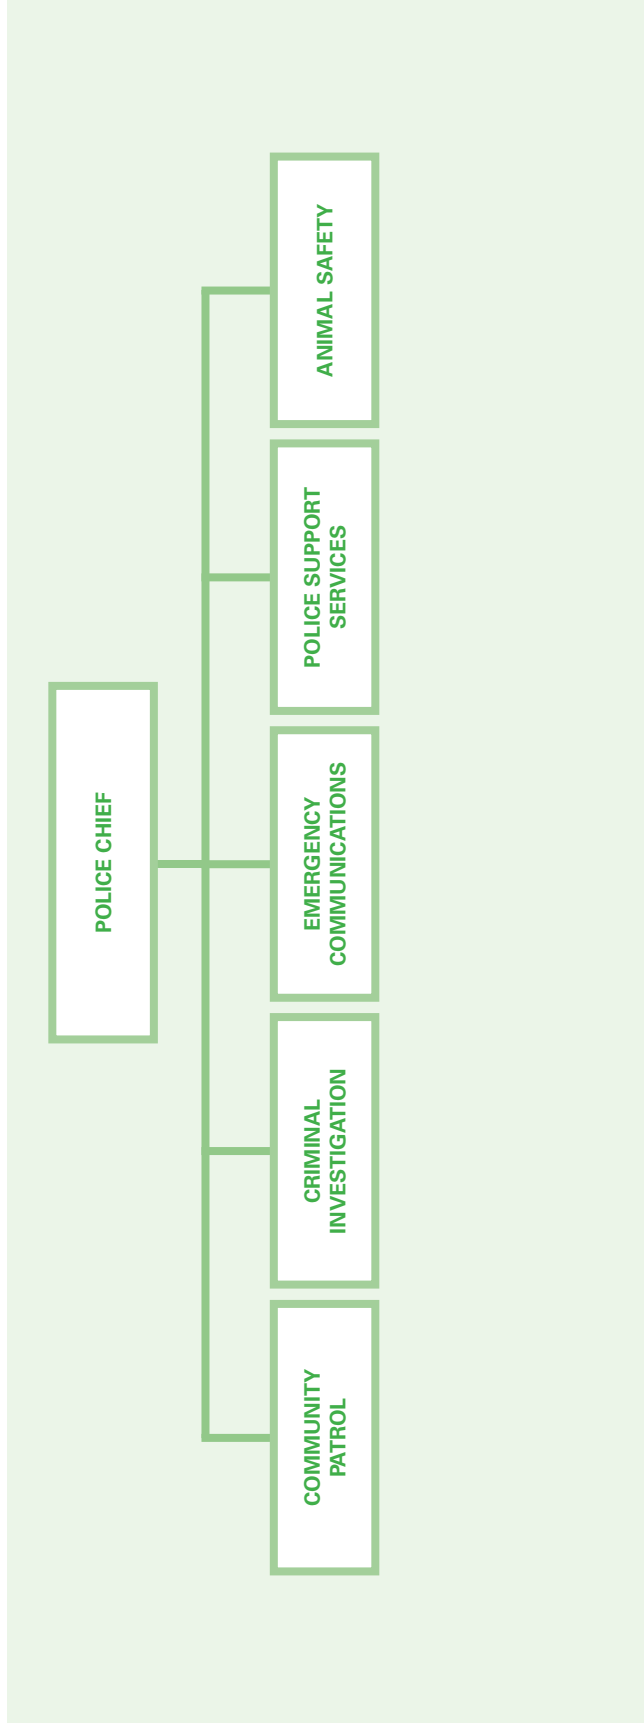 POLICE CHIEF
COMMUNITY
PATROL
CRIMINAL
INVESTIGATION
EMERGENCY
COMMUNICATIONS
POLICE SUPPORT
SERVICES
ANIMAL SAFETY